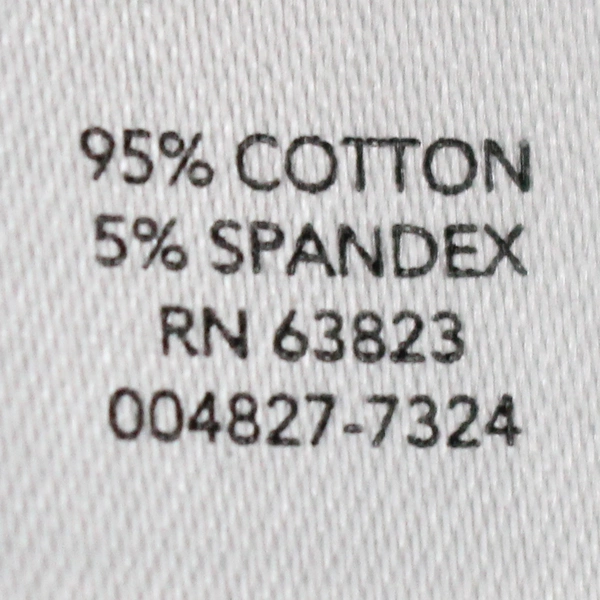 95% COTTON
5% SPANDEX
RN 63823
004827-7324